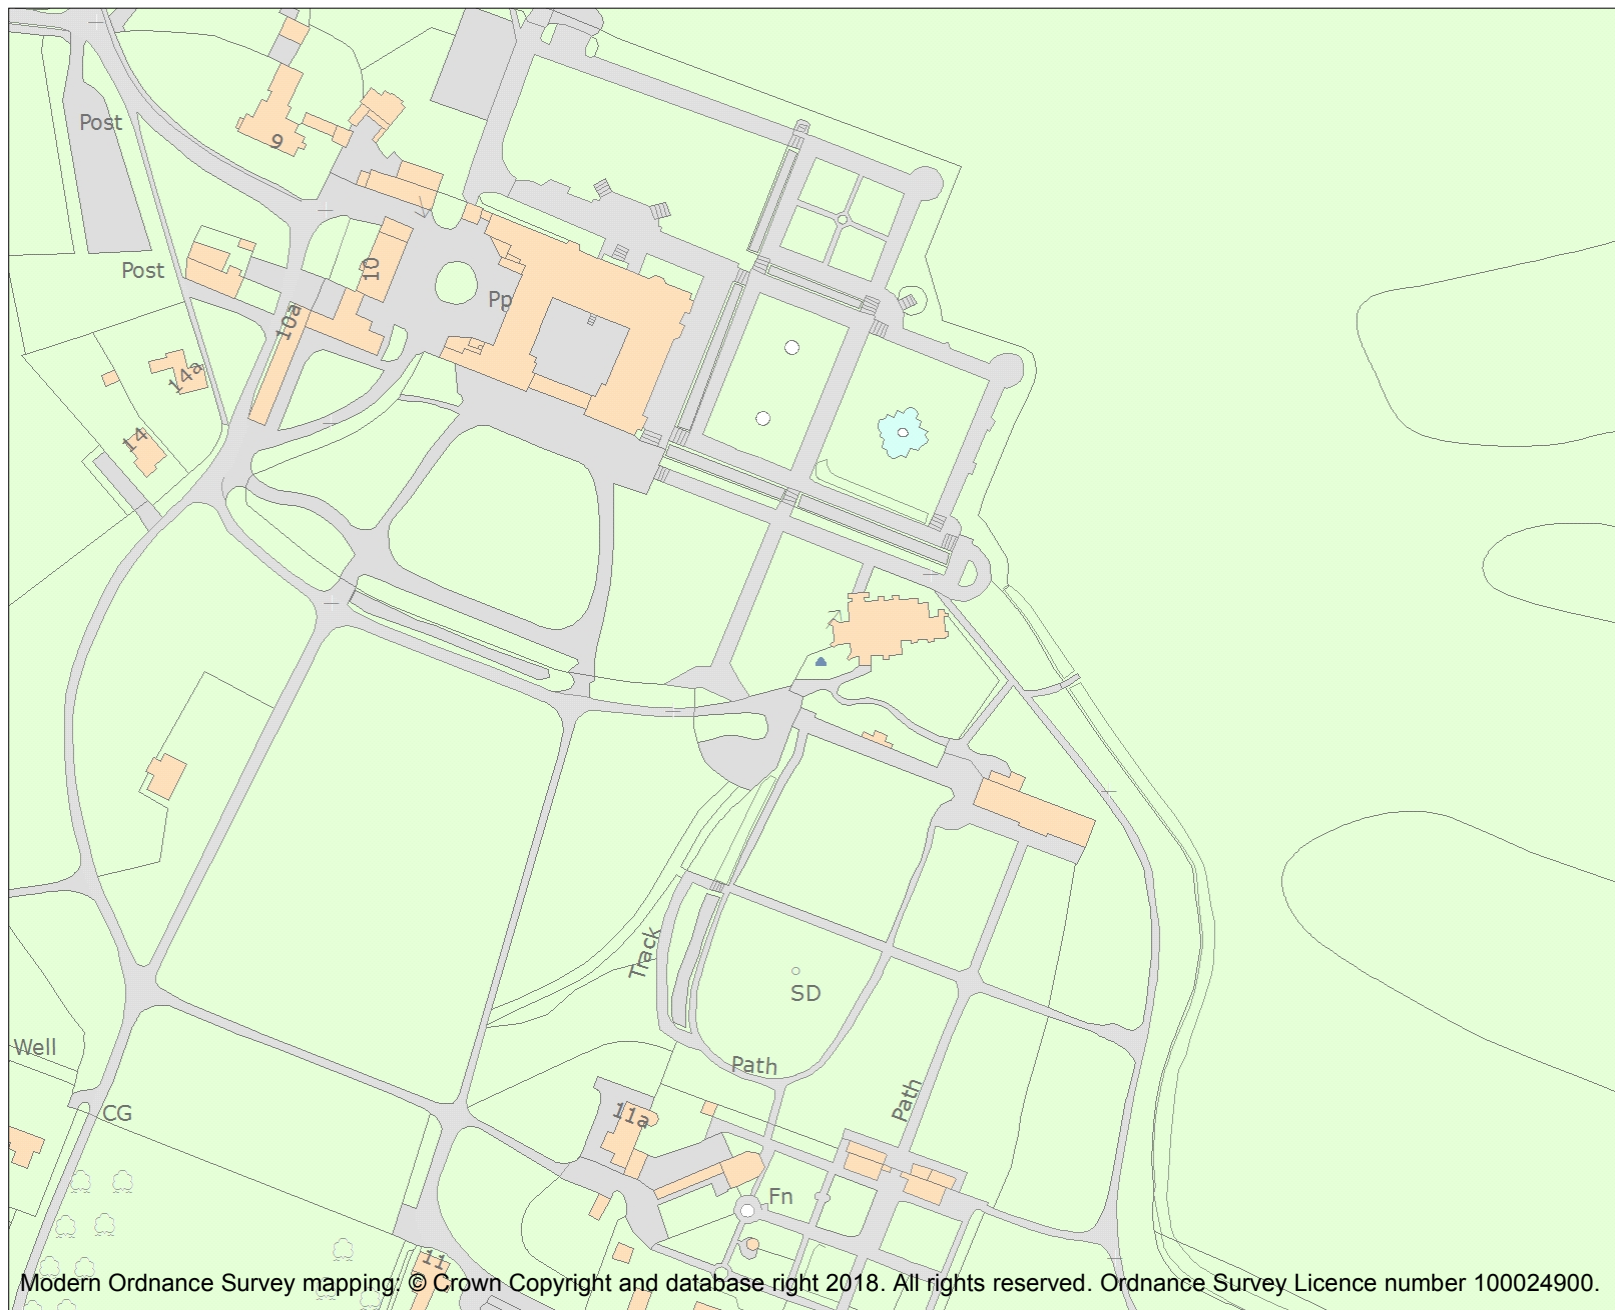 Post
9
Post
10
Pp
10a
14a
14
Track
SD
Well
Path
Path
CG
11a
Fn
11
Modern Ordnance Survey mapping: © Crown Copyright and database right 2018. All rights reserved. Ordnance Survey Licence number 100024900.